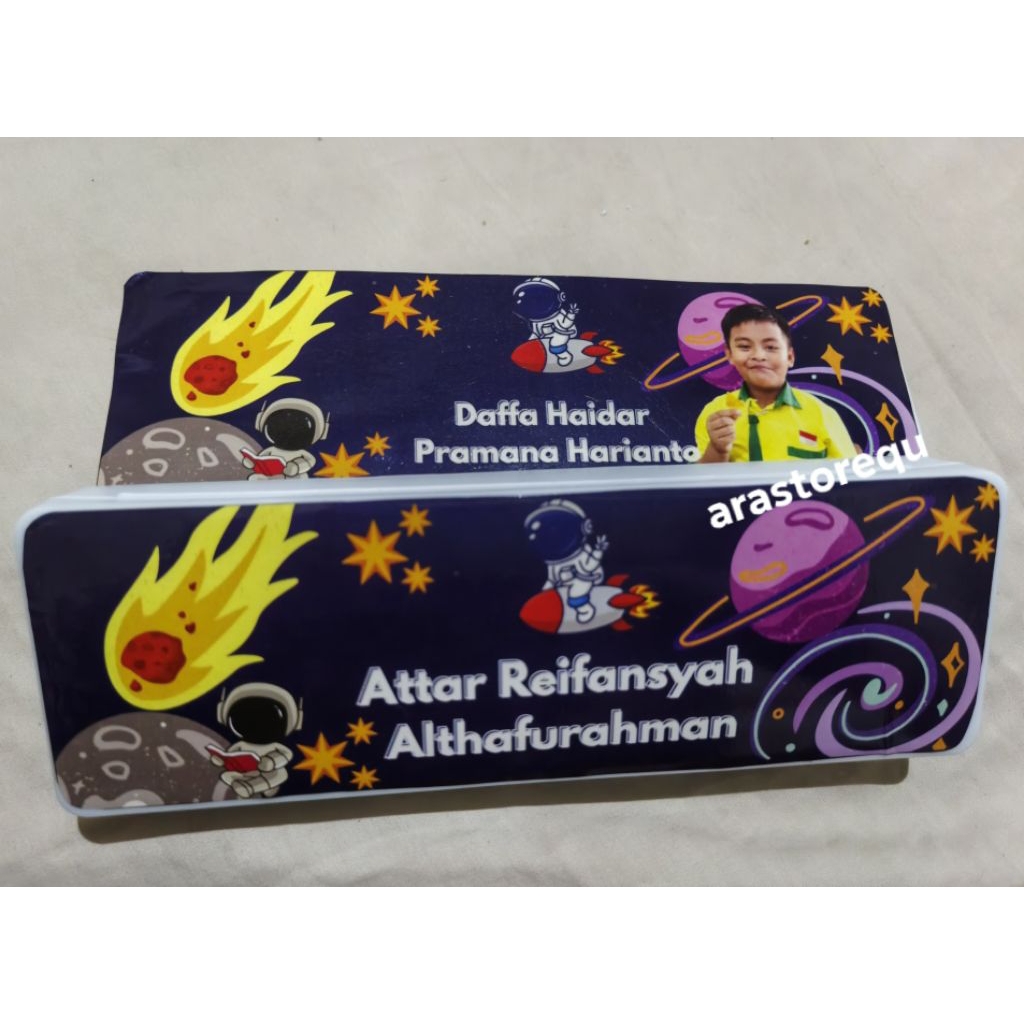 Daffa Haidar
Pramana Harianto
arastorequ
Attar Reifansyah
Althafurahman